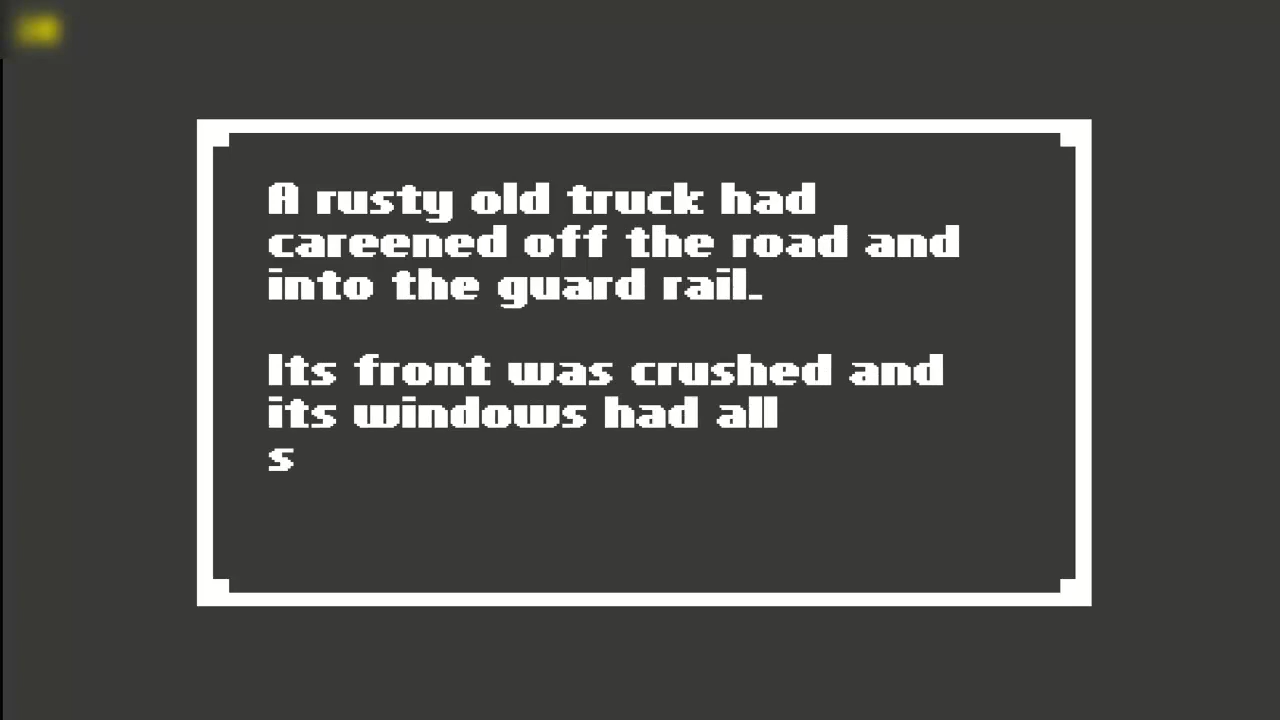 A rusty old truck had
careened off the road and
into the guard rail.
Its front was crushed and
its windows had all
s